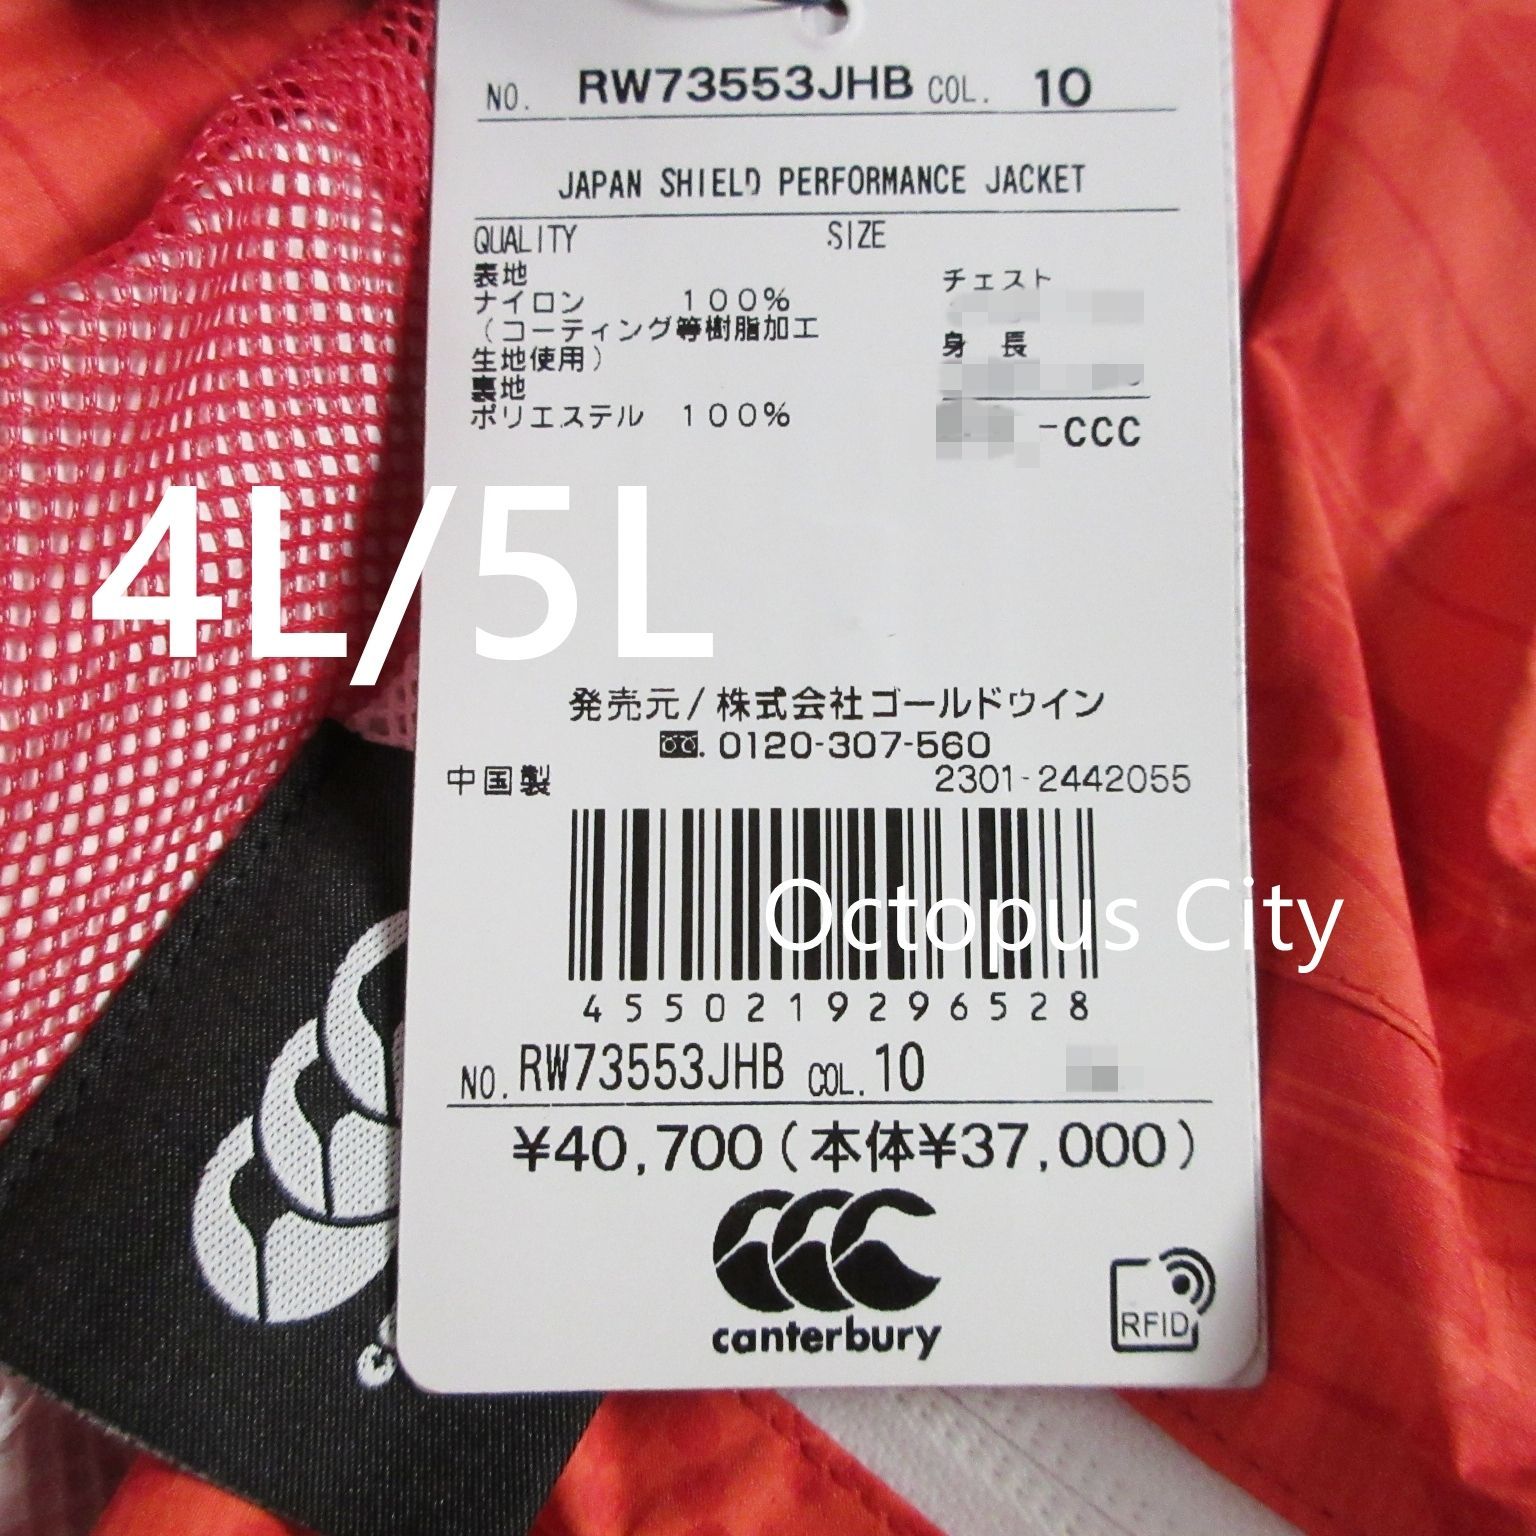 NO. RW73553JHB COL. 10
JAPAN SHIELD PERFORMANCE JACKET
QUALITY SIZE
表地
ナイロン 100%
(コーティング等樹脂加工
生地使用)
裏地
ポリエステル 100%
チェスト
身長
-CCC
4L/5L
発売元/株式会社ゴールドウイン
0120-307-560
中国製 2301-2442055
Octopus City
4550219296528
NO. RW73553JHB COL. 10
¥40,700(本体¥37,000)
canterbury
RFID